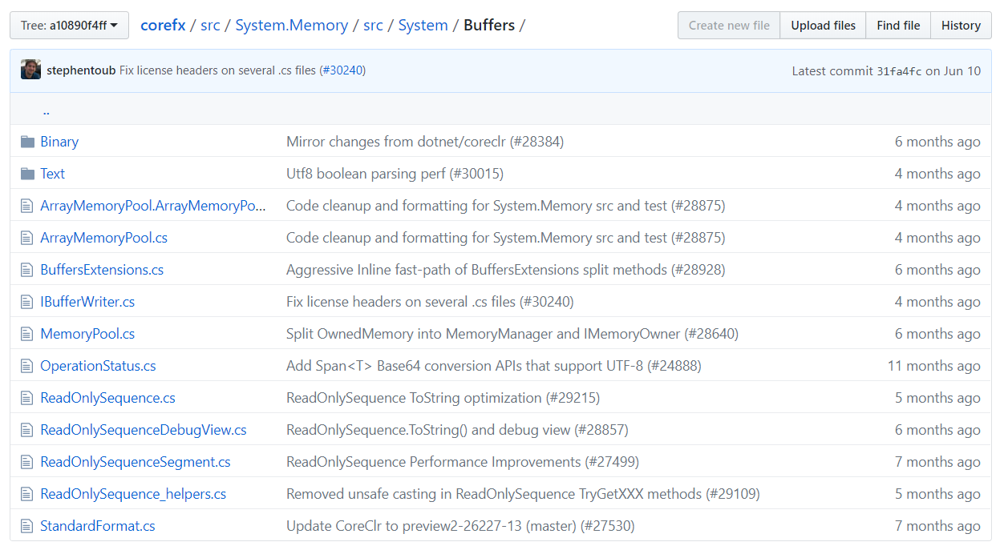 Tree: a10890f4ff corefx / src / System.Memory / src / System / Buffers / Create new file Upload files Find file History
stephentoub Fix license headers on several .cs files (#30240) Latest commit 31fa4fc on Jun 10
..
Binary Mirror changes from dotnet/coreclr (#28384) 6 months ago
Text Utf8 boolean parsing perf (#30015) 4 months ago
ArrayMemoryPool.ArrayMemoryPo... Code cleanup and formatting for System.Memory src and test (#28875) 4 months ago
ArrayMemoryPool.cs Code cleanup and formatting for System.Memory src and test (#28875) 4 months ago
BuffersExtensions.cs Aggressive Inline fast-path of BuffersExtensions split methods (#28928) 6 months ago
IBufferWriter.cs Fix license headers on several .cs files (#30240) 4 months ago
MemoryPool.cs Split OwnedMemory into MemoryManager and IMemoryOwner (#28640) 6 months ago
OperationStatus.cs Add Span<T> Base64 conversion APIs that support UTF-8 (#24888) 11 months ago
ReadOnlySequence.cs ReadOnlySequence ToString optimization (#29215) 5 months ago
ReadOnlySequenceDebugView.cs ReadOnlySequence.ToString() and debug view (#28857) 6 months ago
ReadOnlySequenceSegment.cs ReadOnlySequence Performance Improvements (#27499) 7 months ago
ReadOnlySequence_helpers.cs Removed unsafe casting in ReadOnlySequence TryGetXXX methods (#29109) 5 months ago
StandardFormat.cs Update CoreClr to preview2-26227-13 (master) (#27530) 7 months ago